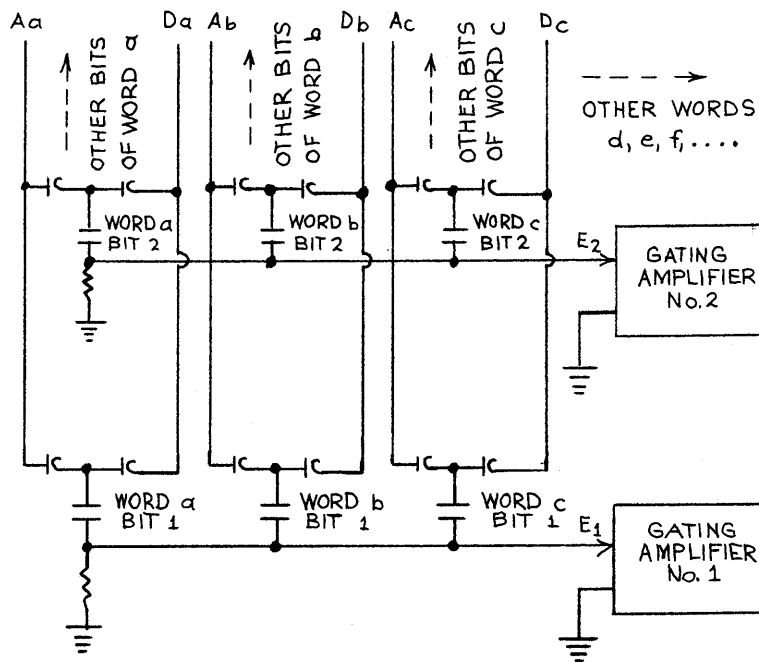 Aa Da Ab Db Ac Dc
OTHER BITS
OF WORD a
OTHER BITS
OF WORD b
OTHER BITS
OF WORD c
OTHER WORDS
d, e, f, ....
WORD a
BIT 2
WORD b
BIT 2
WORD c
BIT 2
E2
GATING
AMPLIFIER
No. 2
WORD a
BIT 1
WORD b
BIT 1
WORD c
BIT 1
E1
GATING
AMPLIFIER
No. 1